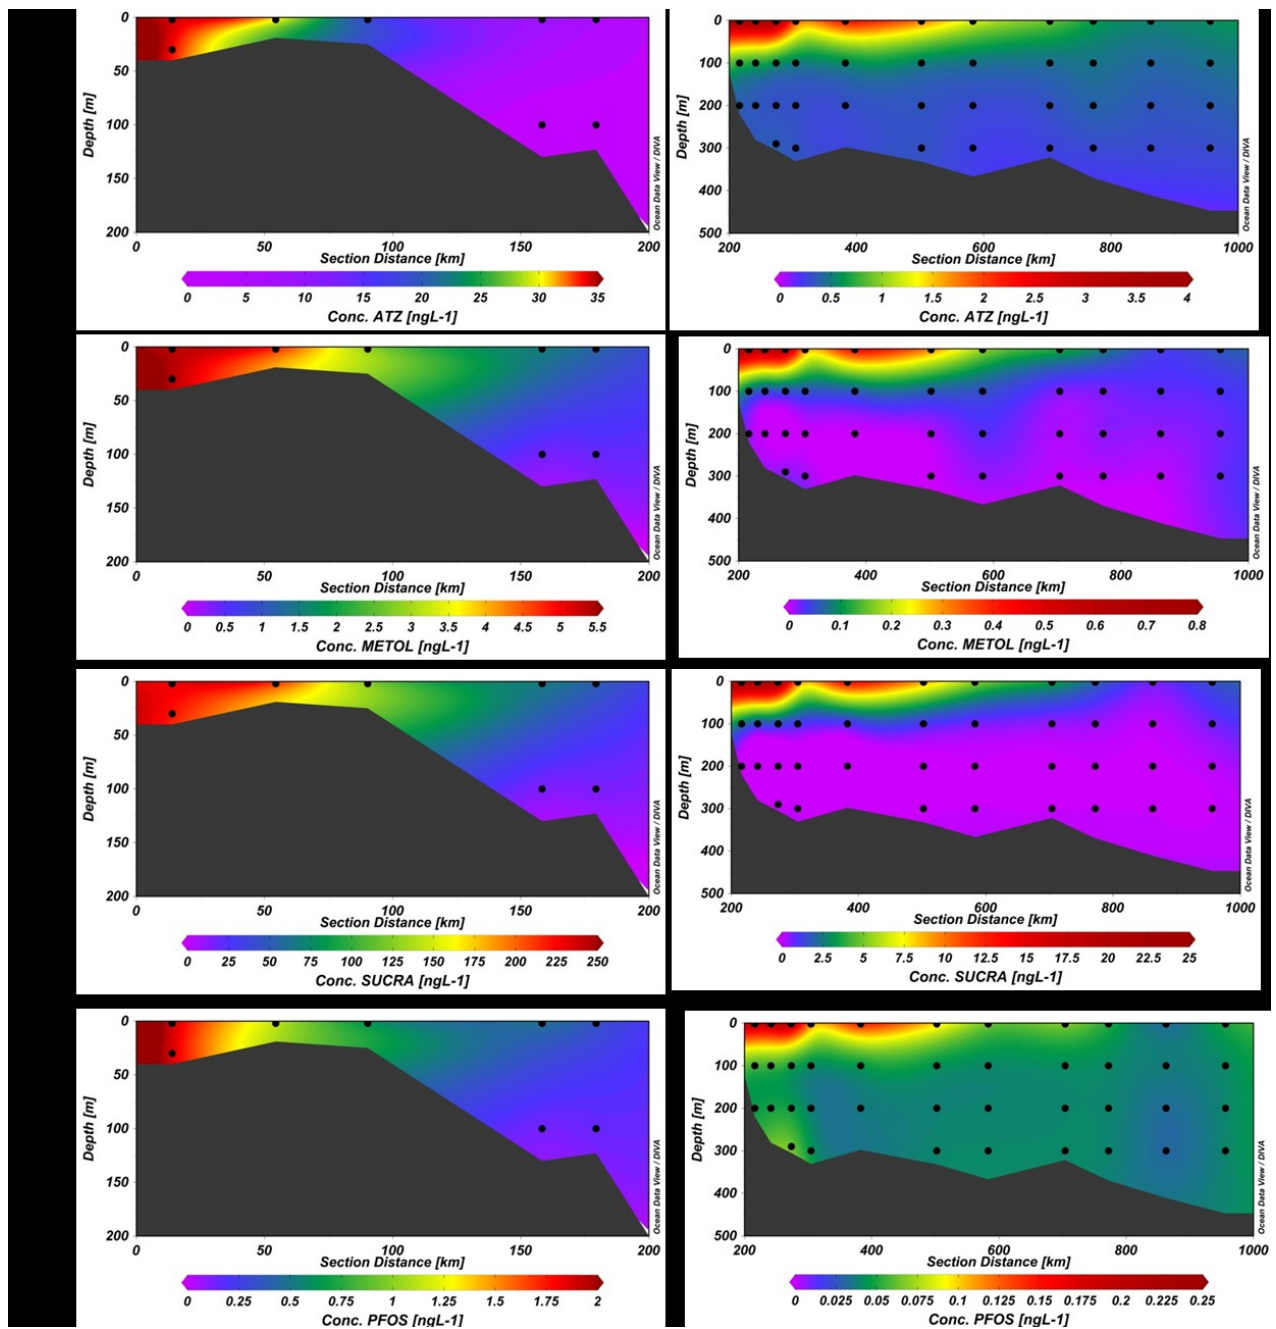 0
50
100
150
200
Depth [m]
0 50 100 150 200
Section Distance [km]
Ocean Data View / DIVA
0 5 10 15 20 25 30 35
Conc. ATZ [ngL-1]
0
100
200
300
400
500
Depth [m]
200 400 600 800 1000
Section Distance [km]
Ocean Data View / DIVA
0 0.5 1 1.5 2 2.5 3 3.5 4
Conc. ATZ [ngL-1]
0
50
100
150
200
Depth [m]
0 50 100 150 200
Section Distance [km]
Ocean Data View / DIVA
0 0.5 1 1.5 2 2.5 3 3.5 4 4.5 5 5.5
Conc. METOL [ngL-1]
0
100
200
300
400
500
Depth [m]
200 400 600 800 1000
Section Distance [km]
Ocean Data View / DIVA
0 0.1 0.2 0.3 0.4 0.5 0.6 0.7 0.8
Conc. METOL [ngL-1]
0
50
100
150
200
Depth [m]
0 50 100 150 200
Section Distance [km]
Ocean Data View / DIVA
0 25 50 75 100 125 150 175 200 225 250
Conc. SUCRA [ngL-1]
0
100
200
300
400
500
Depth [m]
200 400 600 800 1000
Section Distance [km]
Ocean Data View / DIVA
0 2.5 5 7.5 10 12.5 15 17.5 20 22.5 25
Conc. SUCRA [ngL-1]
0
50
100
150
200
Depth [m]
0 50 100 150 200
Section Distance [km]
Ocean Data View / DIVA
0 0.25 0.5 0.75 1 1.25 1.5 1.75 2
Conc. PFOS [ngL-1]
0
100
200
300
400
500
Depth [m]
200 400 600 800 1000
Section Distance [km]
Ocean Data View / DIVA
0 0.025 0.05 0.075 0.1 0.125 0.15 0.175 0.2 0.225 0.25
Conc. PFOS [ngL-1]